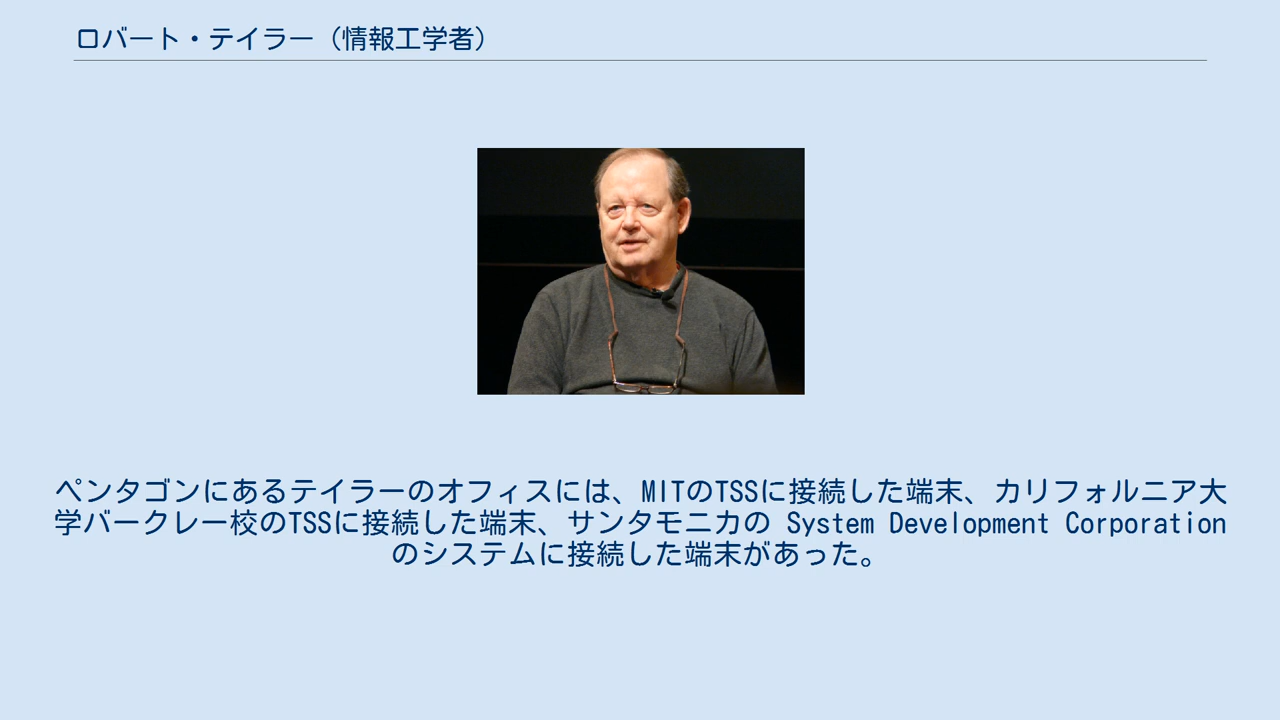 ロバート・テイラー（情報工学者）
ペンタゴンにあるテイラーのオフィスには、MITのTSSに接続した端末、カリフォルニア大
学バークレー校のTSSに接続した端末、サンタモニカの System Development Corporation
のシステムに接続した端末があった。